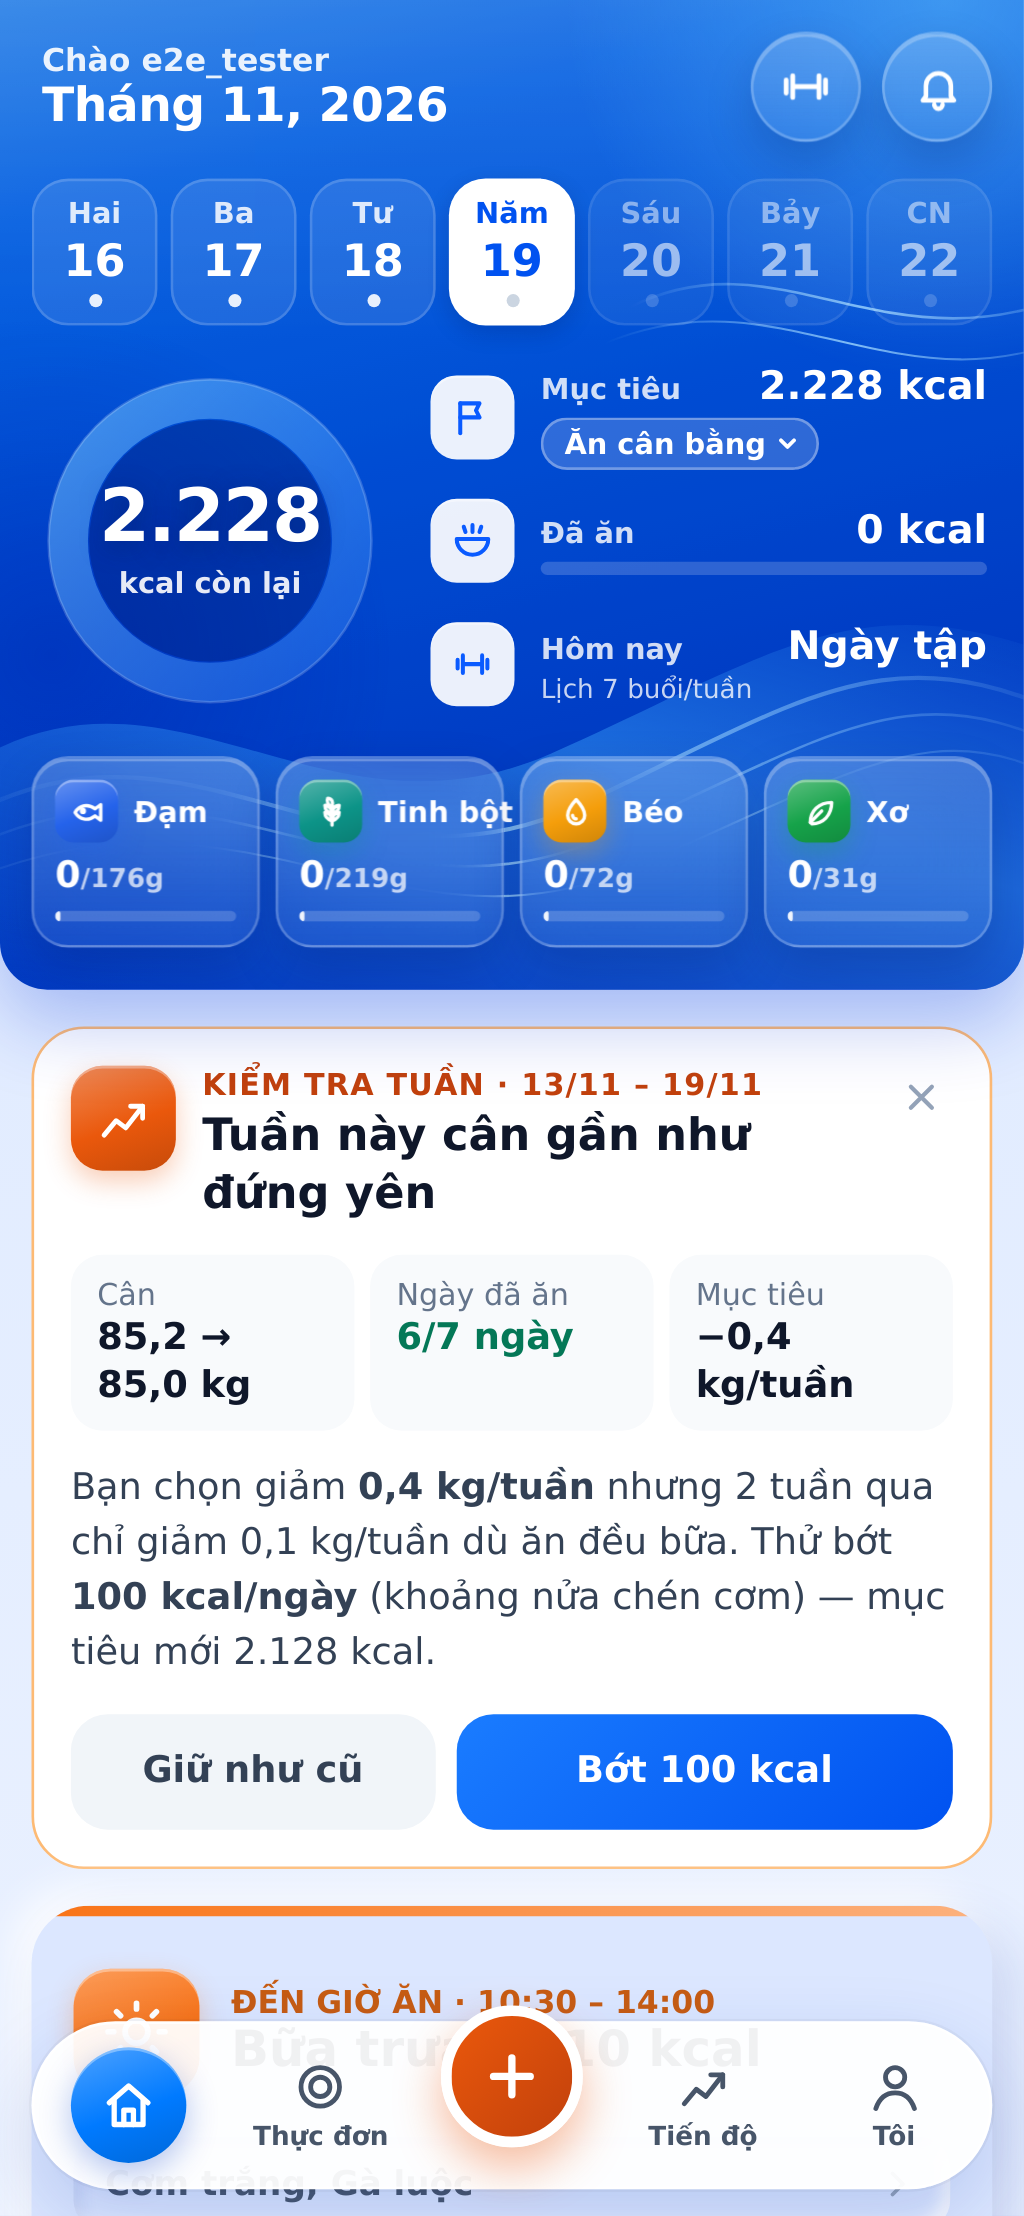 Chào e2e_tester
Tháng 11, 2026
Hai Ba Tư Năm Sáu Bảy CN
16 17 18 19 20 21 22
Mục tiêu 2.228 kcal
Ăn cân bằng
2.228
kcal còn lại
Đã ăn 0 kcal
Hôm nay Ngày tập
Lịch 7 buổi/tuần
Đạm Tinh bột Béo Xơ
0/176g 0/219g 0/72g 0/31g
KIỂM TRA TUẦN · 13/11 – 19/11
Tuần này cân gần như
đứng yên
Cân Ngày đã ăn Mục tiêu
85,2 → 6/7 ngày −0,4
85,0 kg kg/tuần
Bạn chọn giảm 0,4 kg/tuần nhưng 2 tuần qua
chỉ giảm 0,1 kg/tuần dù ăn đều bữa. Thử bớt
100 kcal/ngày (khoảng nửa chén cơm) — mục
tiêu mới 2.128 kcal.
Giữ như cũ Bớt 100 kcal
ĐẾN GIỜ ĂN · 10:30 – 14:00
Bữa 10 kcal
Thực đơn Tiến độ Tôi
Cơm trắng, Gà luộc